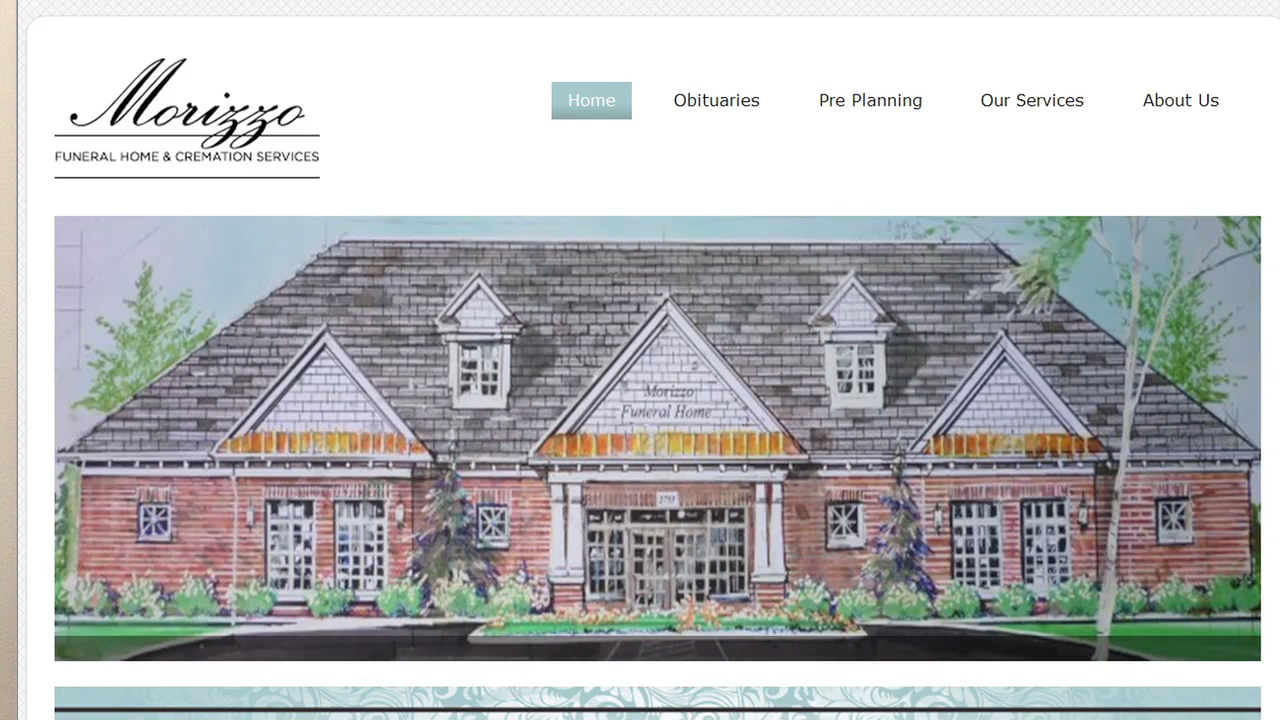 Morizzo
FUNERAL HOME & CREMATION SERVICES
Home
Obituaries
Pre Planning
Our Services
About Us
Morizzo
Funeral Home